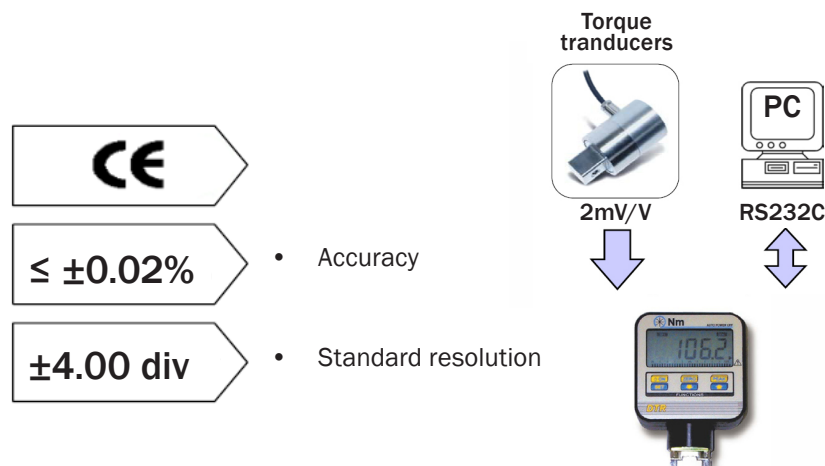 Torque
tranducers
PC
CE
2mV/V
RS232C
≤ ±0.02%
• Accuracy
±4.00 div
• Standard resolution
Nm
106.2
FUNCTIONS